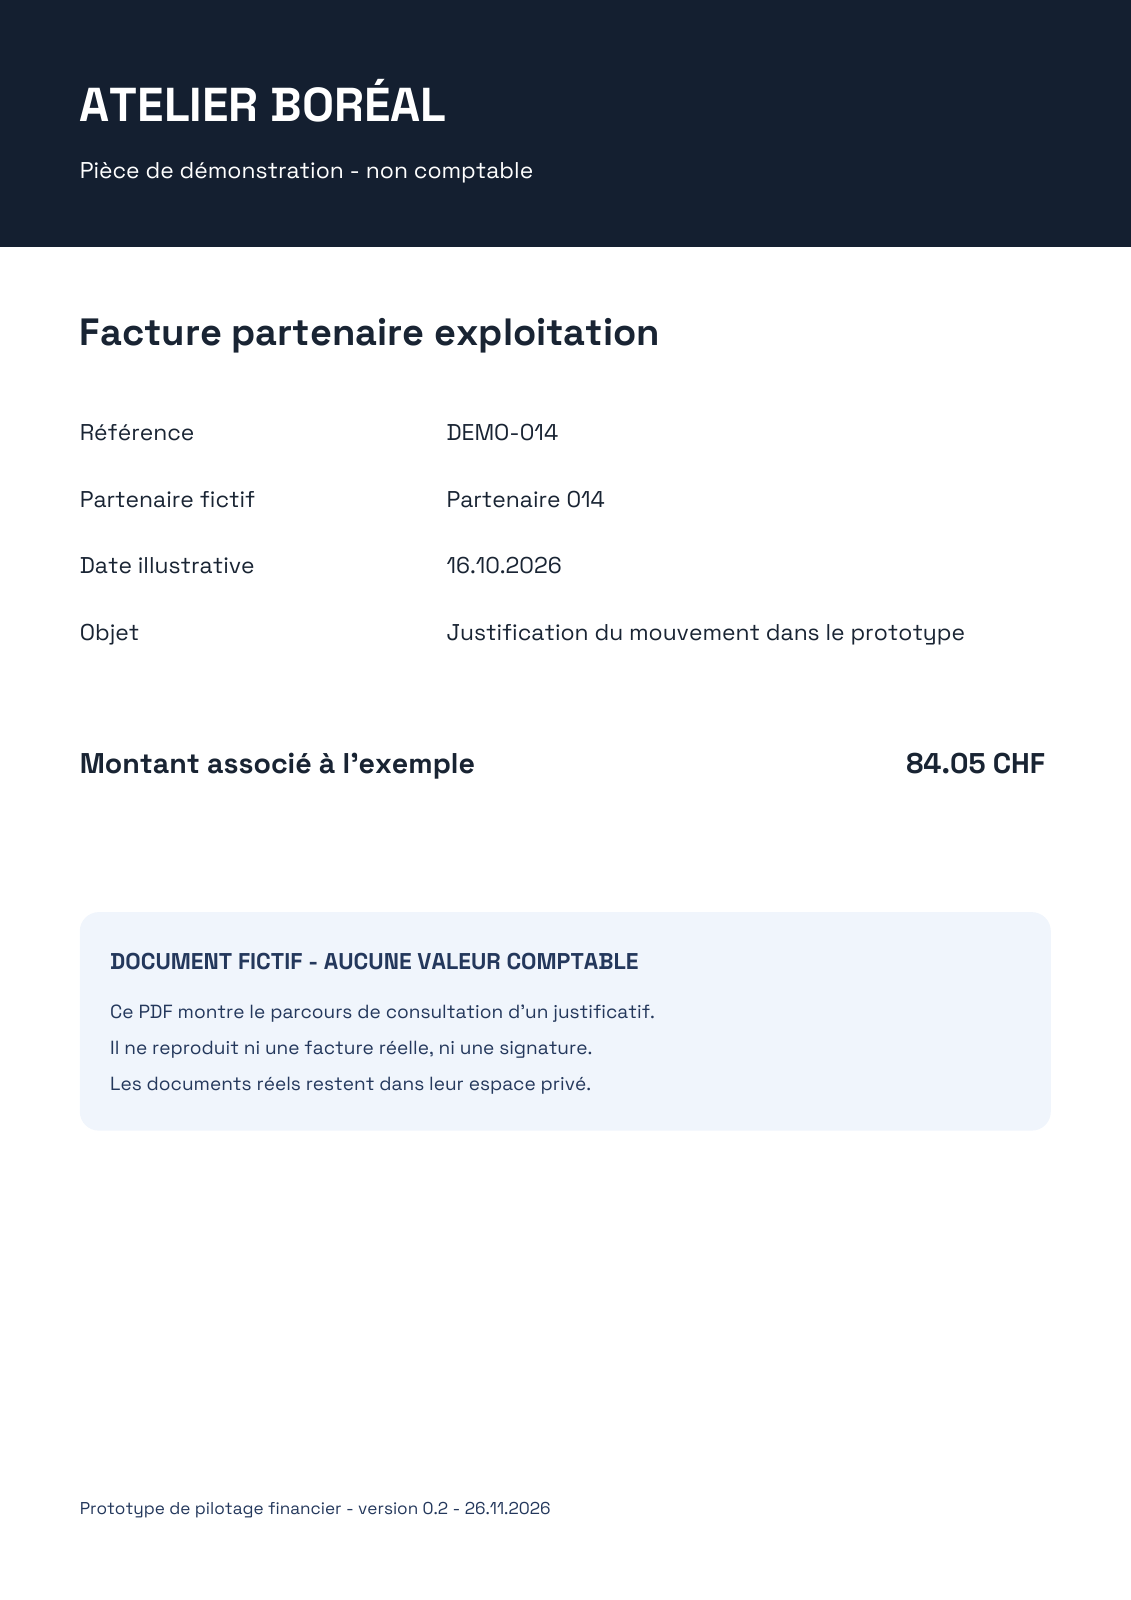 ATELIER BORÉAL
Pièce de démonstration - non comptable
Facture partenaire exploitation
Référence DEMO-014
Partenaire fictif Partenaire 014
Date illustrative 16.10.2026
Objet Justification du mouvement dans le prototype
Montant associé à l’exemple 84.05 CHF
DOCUMENT FICTIF - AUCUNE VALEUR COMPTABLE
Ce PDF montre le parcours de consultation d’un justificatif.
Il ne reproduit ni une facture réelle, ni une signature.
Les documents réels restent dans leur espace privé.
Prototype de pilotage financier - version 0.2 - 26.11.2026